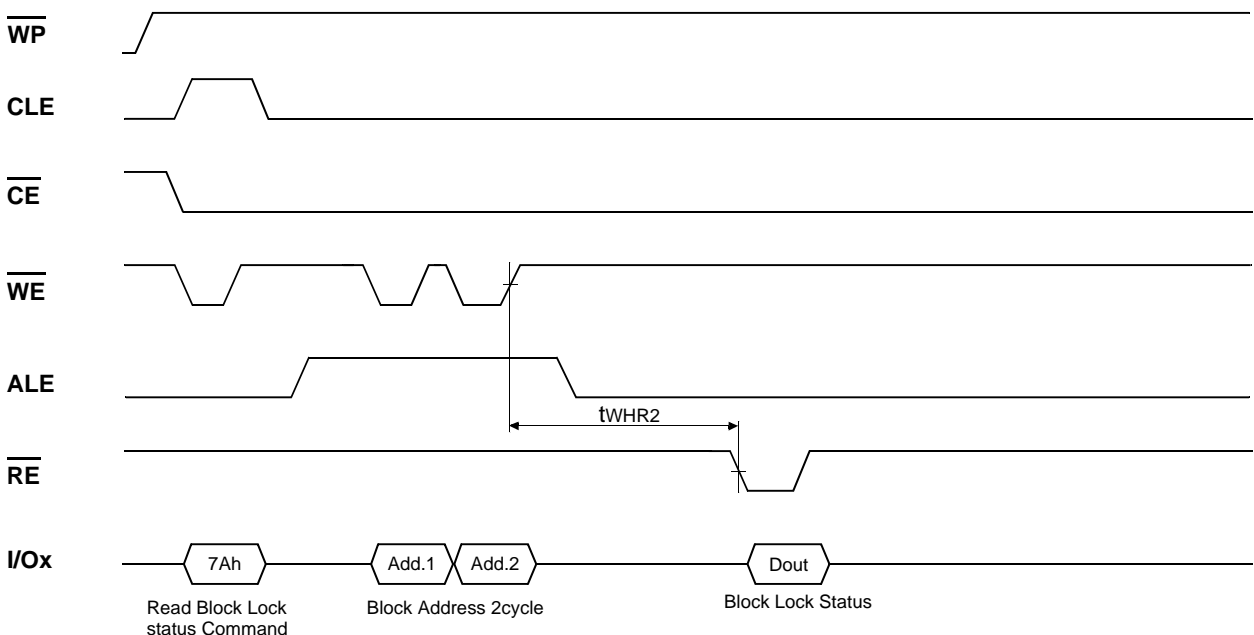 WP
CLE
CE
WE
ALE
tWHR2
RE
I/Ox
7Ah
Add.1
Add.2
Dout
Read Block Lock
status Command
Block Address 2cycle
Block Lock Status